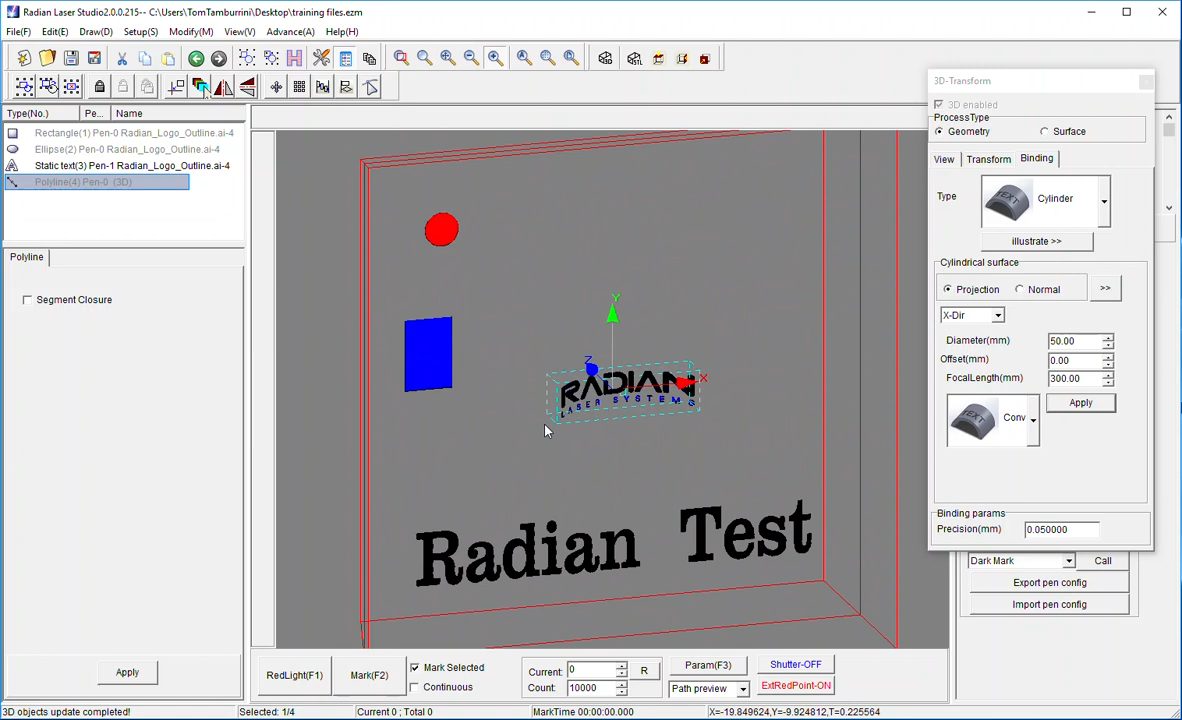 Radian Laser Studio2.0.0.215-- C:\Users\TomTamburrini\Desktop\training files.ezm
File(F) Edit(E) Draw(D) Setup(S) Modify(M) View(V) Advance(A) Help(H)
Type(No.) Pe... Name
Rectangle(1) Pen-0 Radian_Logo_Outline.ai-4
Ellipse(2) Pen-0 Radian_Logo_Outline.ai-4
Static text(3) Pen-1 Radian_Logo_Outline.ai-4
Polyline(4) Pen-0 (3D)
Polyline
Segment Closure
Apply
Y
Z
X
RADIAN
LASER SYSTEMS
Radian Test
3D-Transform
3D enabled
ProcessType
Geometry Surface
View Transform Binding
Type TEXT Cylinder
illustrate >>
Cylindrical surface
Projection Normal >>
X-Dir
Diameter(mm) 50.00
Offset(mm) 0.00
FocalLength(mm) 300.00
TEXT Conv Apply
Binding params
Precision(mm) 0.050000
Dark Mark Call
Export pen config
Import pen config
RedLight(F1) Mark(F2) Mark Selected Continuous
Current: 0 R
Count: 10000
Param(F3) Shutter-OFF
Path preview ExtRedPoint-ON
3D objects update completed! Selected: 1/4 Current 0 ; Total 0 MarkTime 00:00:00.000 X=-19.849624,Y=-9.924812,T=0.225564